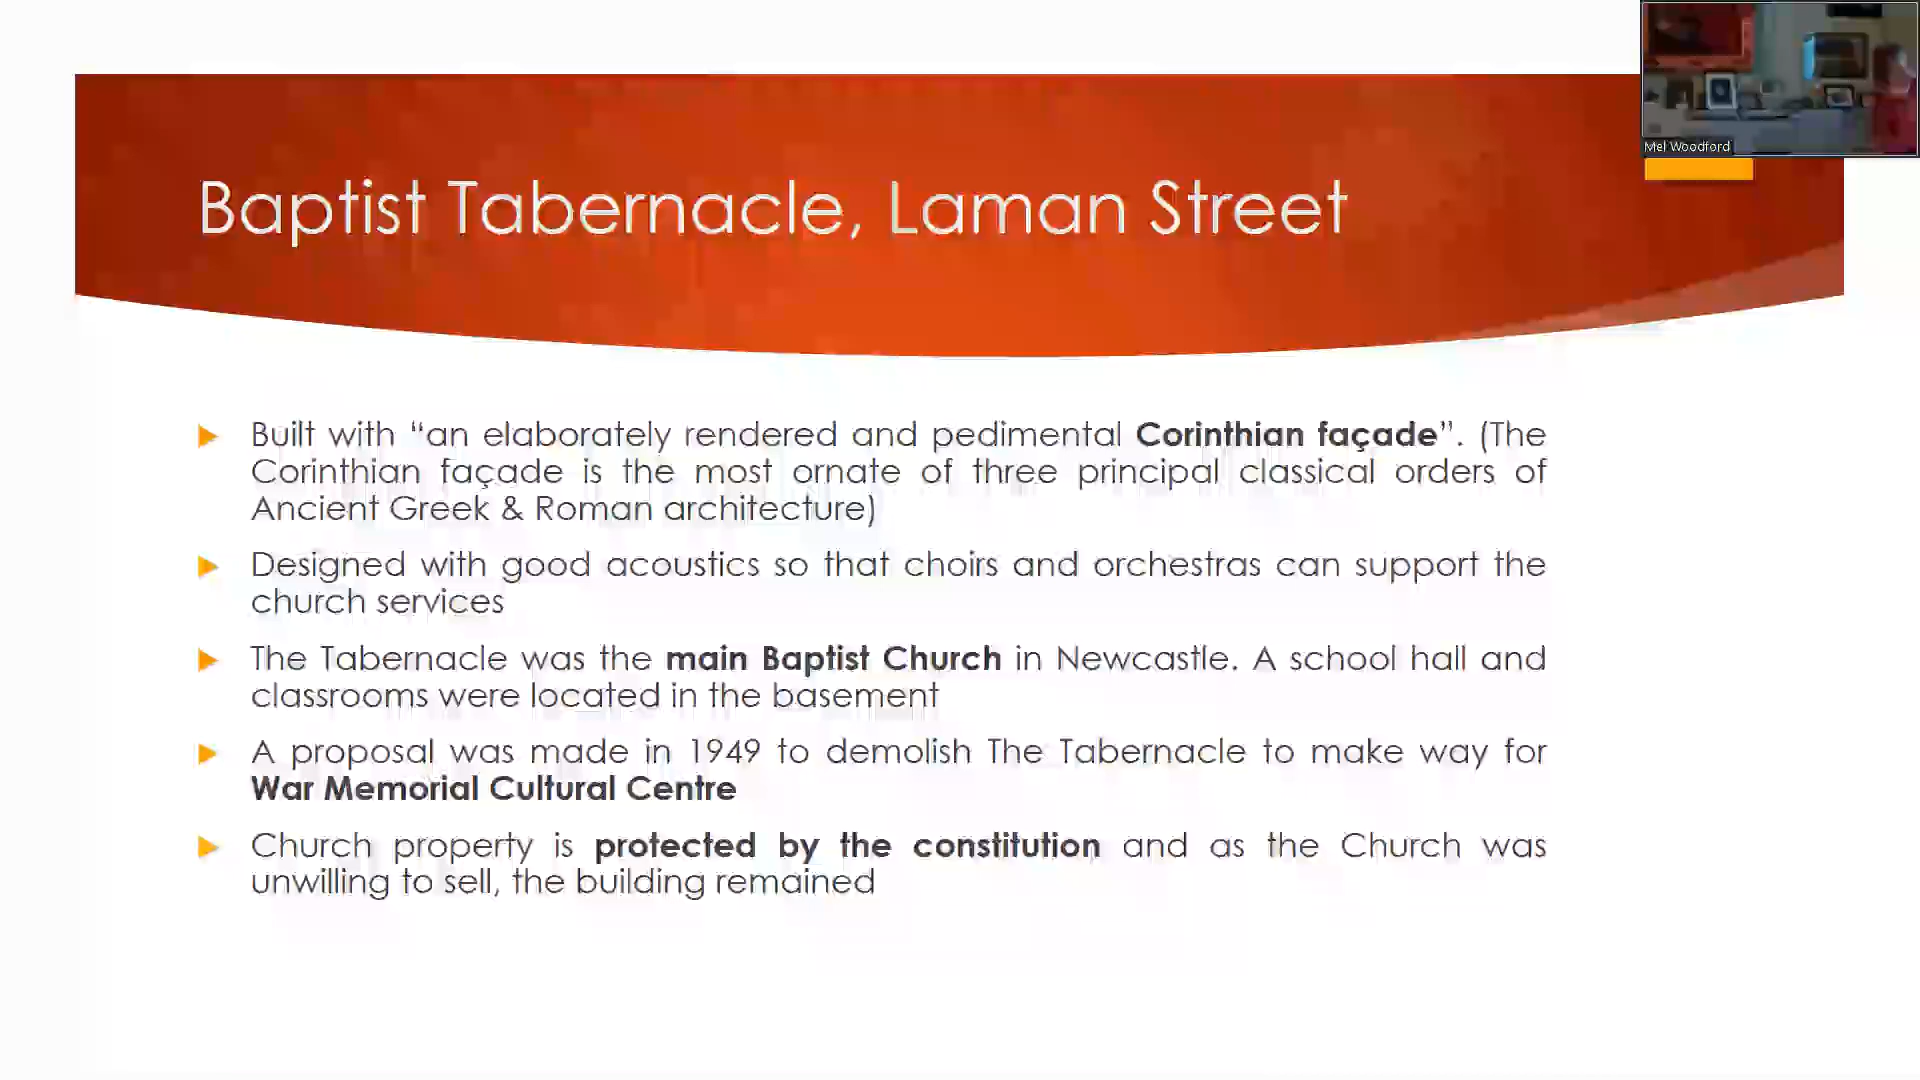 Mel Woodford
Baptist Tabernacle, Laman Street
Built with “an elaborately rendered and pedimental Corinthian façade”. (The
Corinthian façade is the most ornate of three principal classical orders of
Ancient Greek & Roman architecture)
Designed with good acoustics so that choirs and orchestras can support the
church services
The Tabernacle was the main Baptist Church in Newcastle. A school hall and
classrooms were located in the basement
A proposal was made in 1949 to demolish The Tabernacle to make way for
War Memorial Cultural Centre
Church property is protected by the constitution and as the Church was
unwilling to sell, the building remained